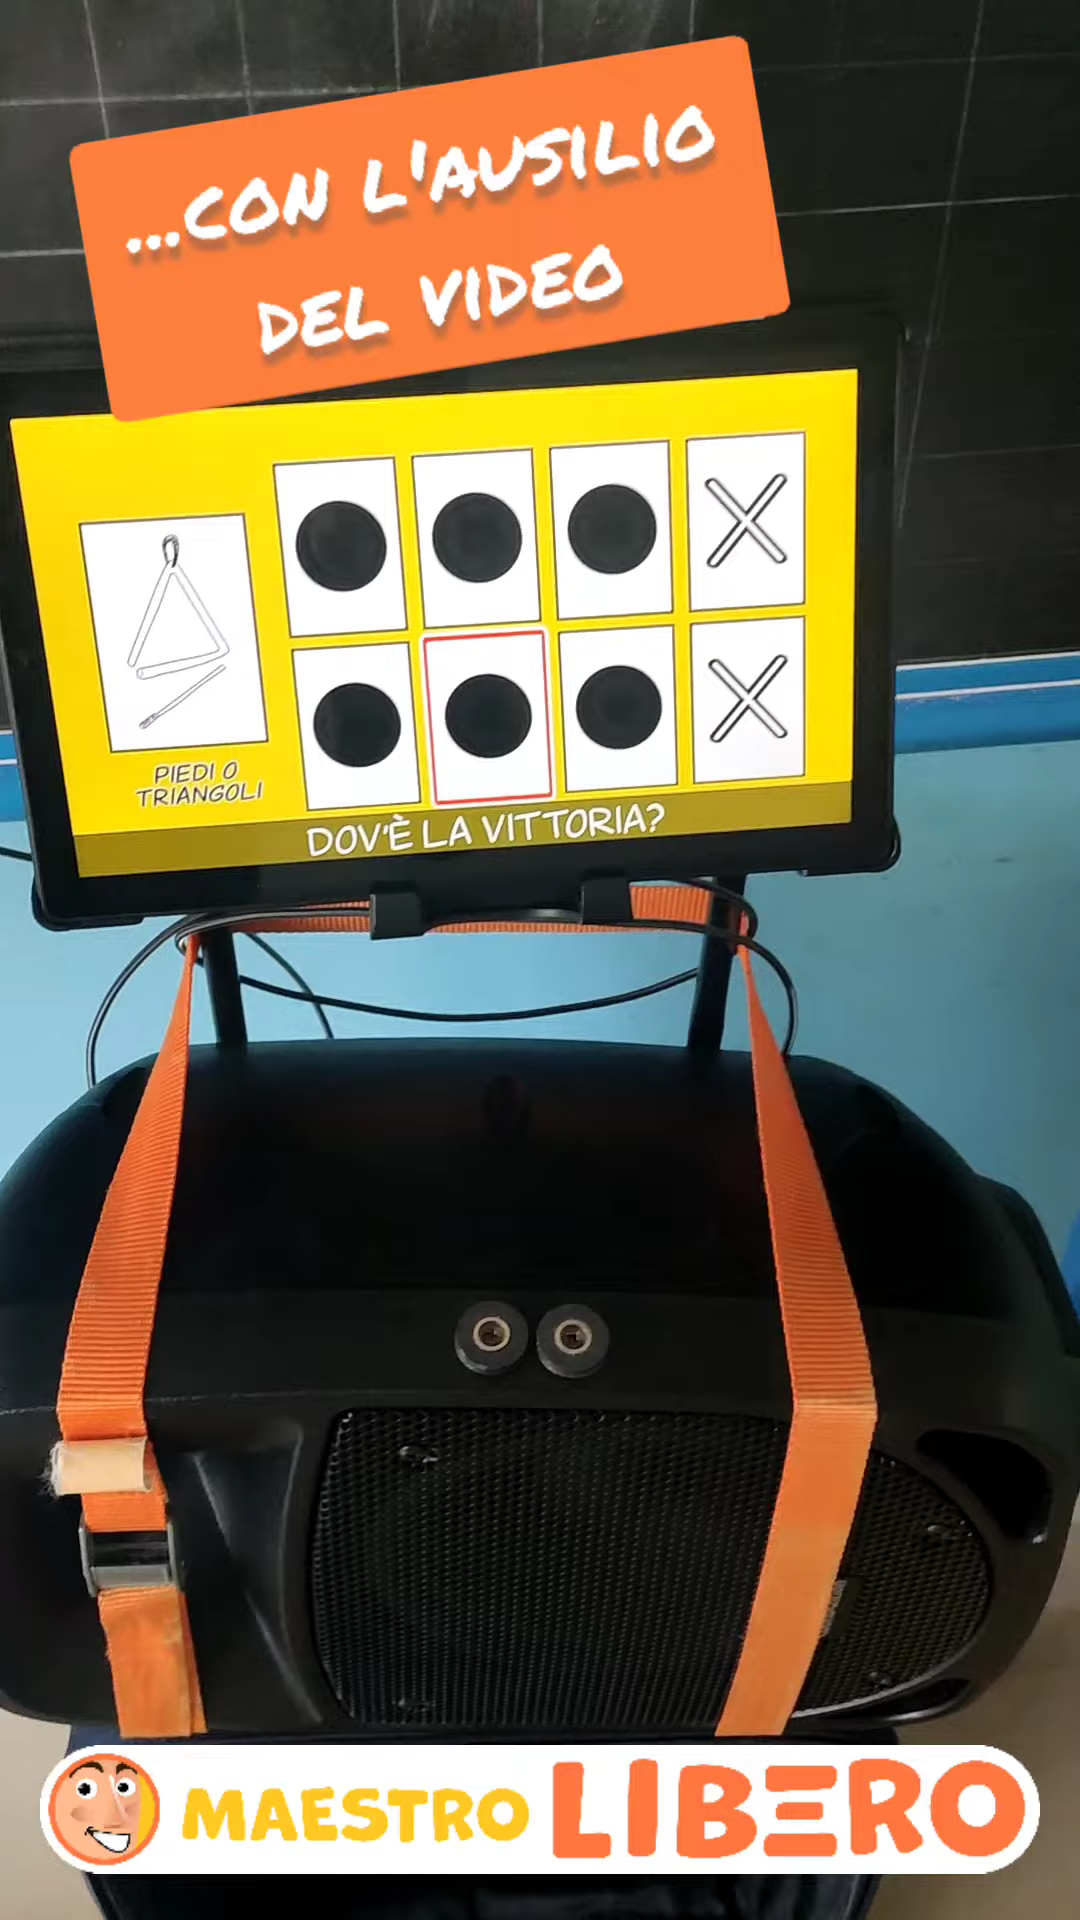 ...CON L'AUSILIO
DEL VIDEO
PIEDI O
TRIANGOLI
DOV'È LA VITTORIA?
MAESTRO LIBERO